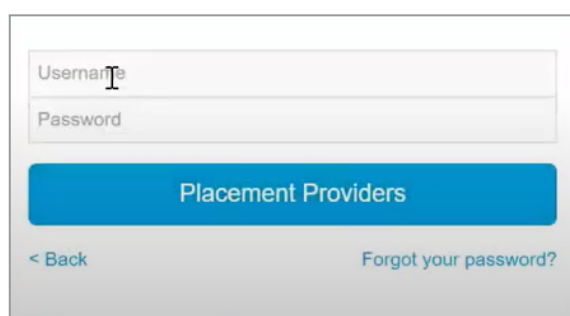 Username
Password
Placement Providers
< Back
Forgot your password?